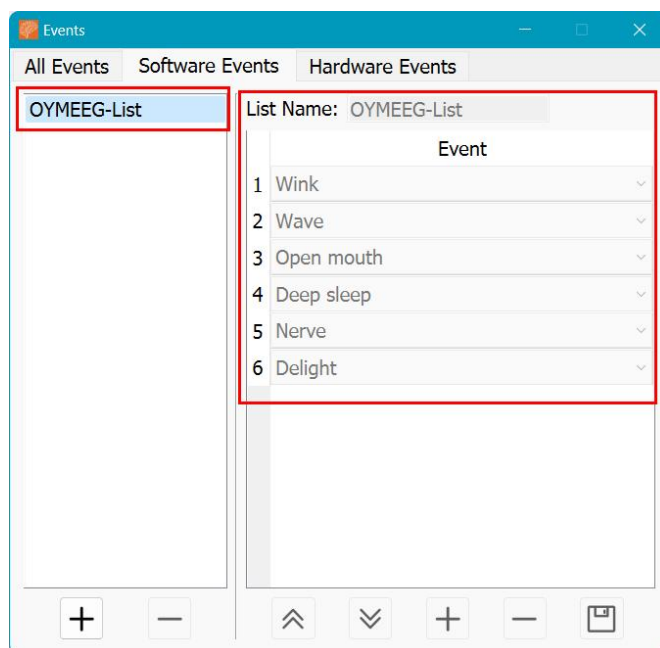 Events
All Events Software Events Hardware Events
OYMEEG-List
List Name: OYMEEG-List
Event
1 Wink
2 Wave
3 Open mouth
4 Deep sleep
5 Nerve
6 Delight